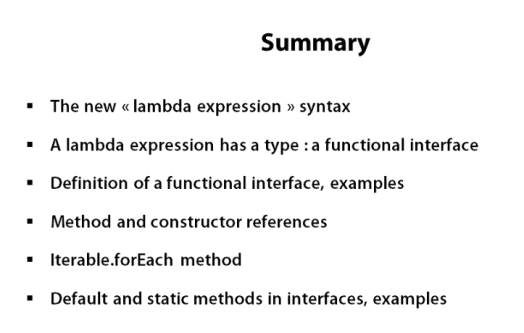 Summary
▪ The new « lambda expression » syntax
▪ A lambda expression has a type : a functional interface
▪ Definition of a functional interface, examples
▪ Method and constructor references
▪ Iterable.forEach method
▪ Default and static methods in interfaces, examples